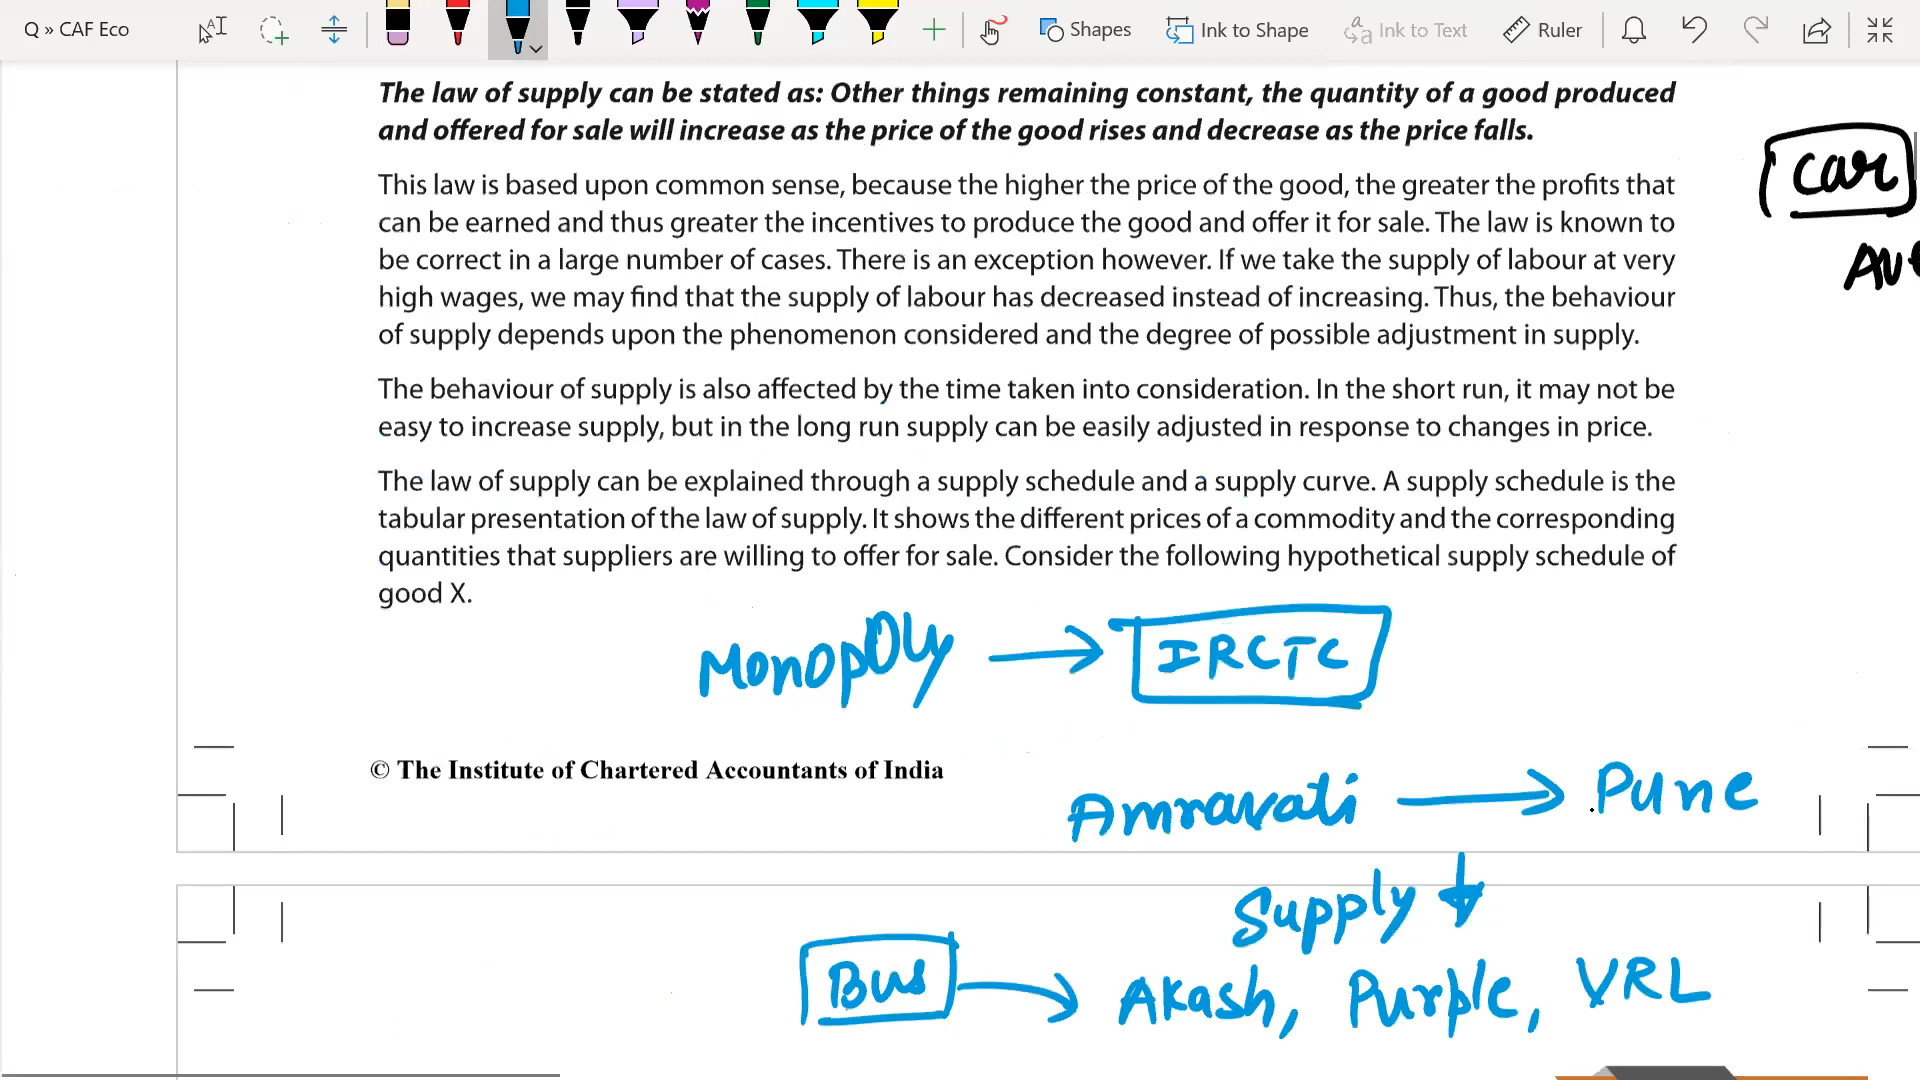 Q » CAF Eco
Shapes
Ink to Shape
Ink to Text
Ruler
The law of supply can be stated as: Other things remaining constant, the quantity of a good produced
and offered for sale will increase as the price of the good rises and decrease as the price falls.
car
This law is based upon common sense, because the higher the price of the good, the greater the profits that
can be earned and thus greater the incentives to produce the good and offer it for sale. The law is known to
be correct in a large number of cases. There is an exception however. If we take the supply of labour at very
high wages, we may find that the supply of labour has decreased instead of increasing. Thus, the behaviour
of supply depends upon the phenomenon considered and the degree of possible adjustment in supply.
The behaviour of supply is also affected by the time taken into consideration. In the short run, it may not be
easy to increase supply, but in the long run supply can be easily adjusted in response to changes in price.
The law of supply can be explained through a supply schedule and a supply curve. A supply schedule is the
tabular presentation of the law of supply. It shows the different prices of a commodity and the corresponding
quantities that suppliers are willing to offer for sale. Consider the following hypothetical supply schedule of
good X.
Monopoly → IRCTC
© The Institute of Chartered Accountants of India
Amravati → Pune
Supply ↓
Bus → Akash, Purple, VRL